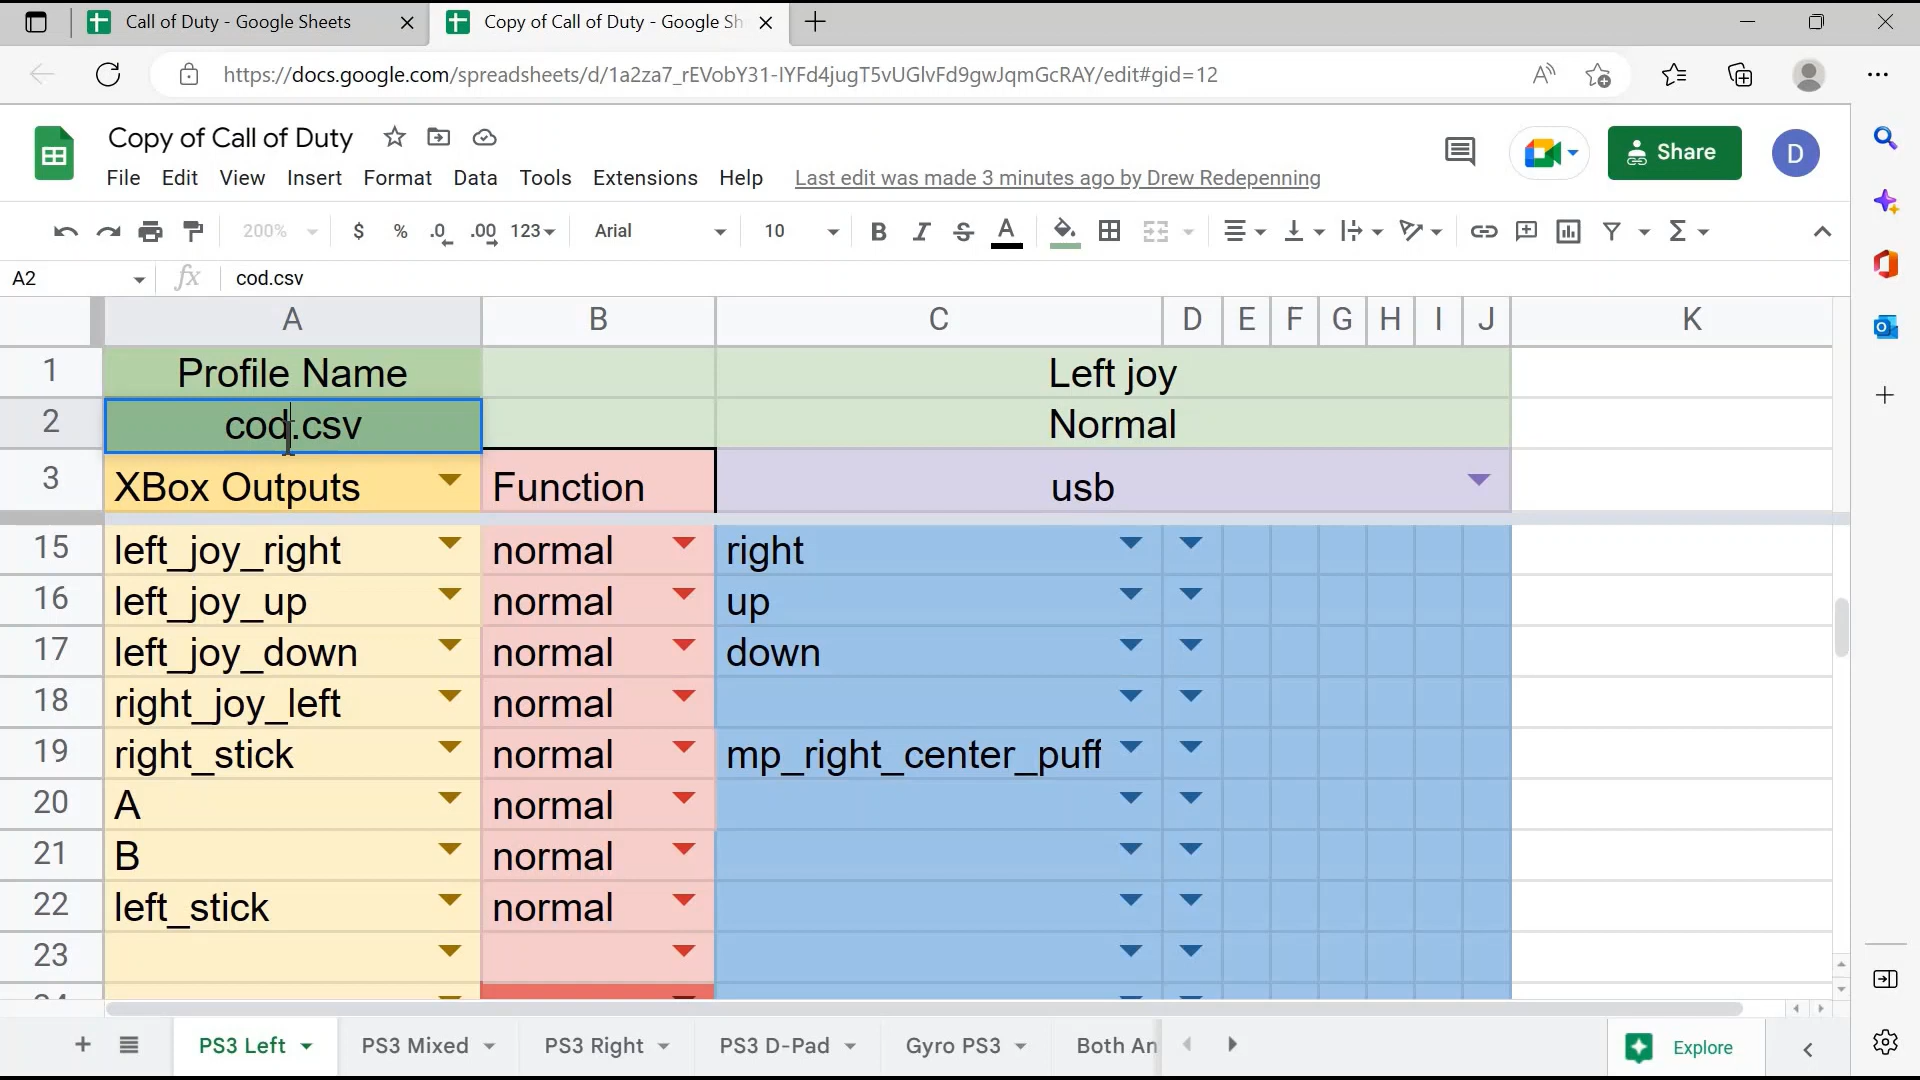 Call of Duty - Google Sheets
Copy of Call of Duty - Google Sh
https://docs.google.com/spreadsheets/d/1a2za7_rEVobY31-IYFd4jugT5vUGlvFd9gwJqmGcRAY/edit#gid=12
Copy of Call of Duty
Share
D
File Edit View Insert Format Data Tools Extensions Help Last edit was made 3 minutes ago by Drew Redepenning
200% $ % .0 .00 123 Arial 10 B I S A
A2 fx cod.csv
A B C D E F G H I J K
1 Profile Name Left joy
2 cod.csv Normal
3 XBox Outputs Function usb
15 left_joy_right normal right
16 left_joy_up normal up
17 left_joy_down normal down
18 right_joy_left normal
19 right_stick normal mp_right_center_puff
20 A normal
21 B normal
22 left_stick normal
23
24
PS3 Left PS3 Mixed PS3 Right PS3 D-Pad Gyro PS3 Both An Explore